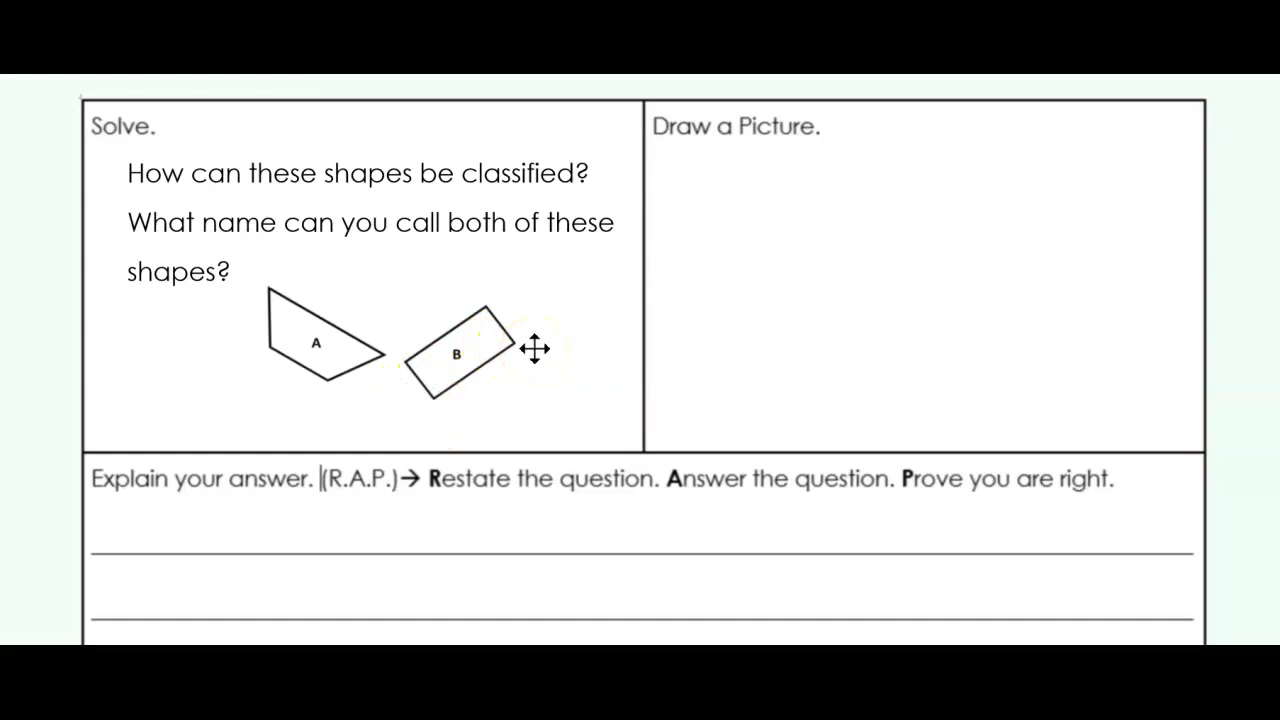 Solve.
How can these shapes be classified?
What name can you call both of these
shapes?
A
B
Draw a Picture.
Explain your answer. (R.A.P.)→ Restate the question. Answer the question. Prove you are right.